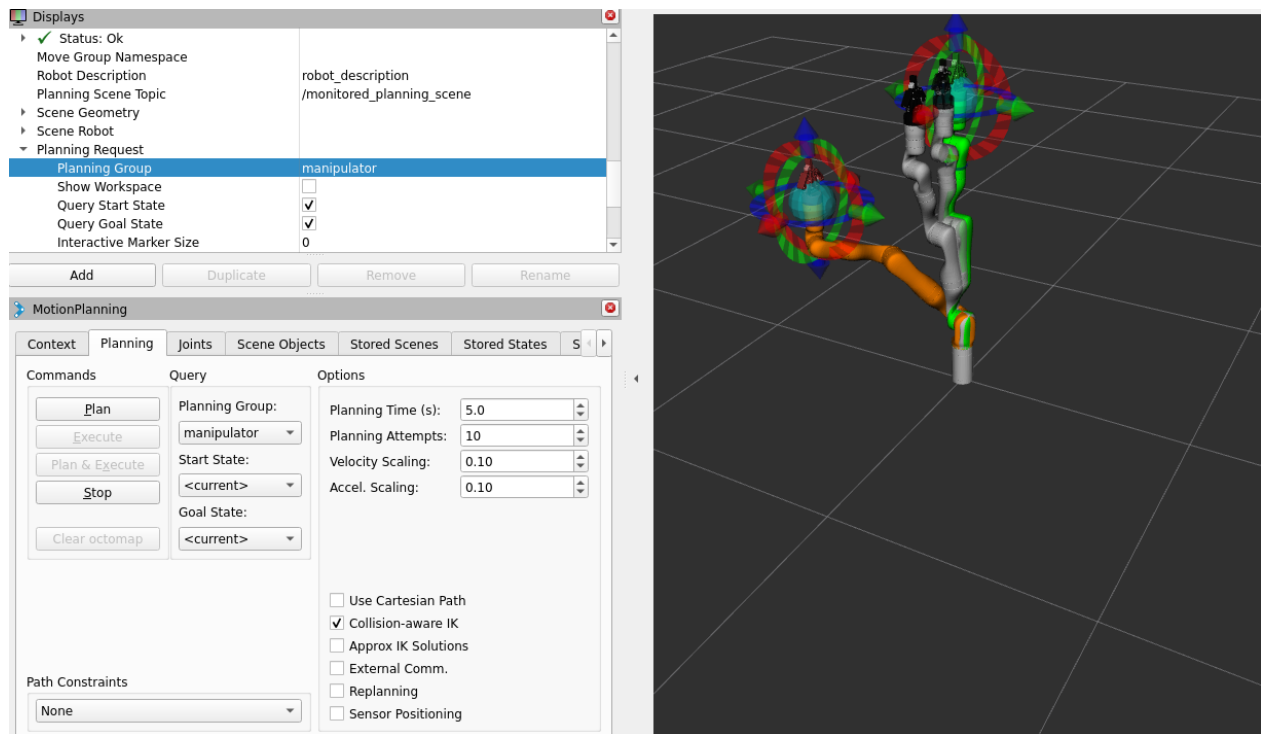 Displays
Status: Ok
Move Group Namespace
Robot Description robot_description
Planning Scene Topic /monitored_planning_scene
Scene Geometry
Scene Robot
Planning Request
Planning Group manipulator
Show Workspace
Query Start State
Query Goal State
Interactive Marker Size 0
Add Duplicate Remove Rename
MotionPlanning
Context Planning Joints Scene Objects Stored Scenes Stored States S
Commands
Plan
Execute
Plan & Execute
Stop
Clear octomap
Query
Planning Group:
manipulator
Start State:
<current>
Goal State:
<current>
Options
Planning Time (s): 5.0
Planning Attempts: 10
Velocity Scaling: 0.10
Accel. Scaling: 0.10
Use Cartesian Path
Collision-aware IK
Approx IK Solutions
External Comm.
Replanning
Sensor Positioning
Path Constraints
None